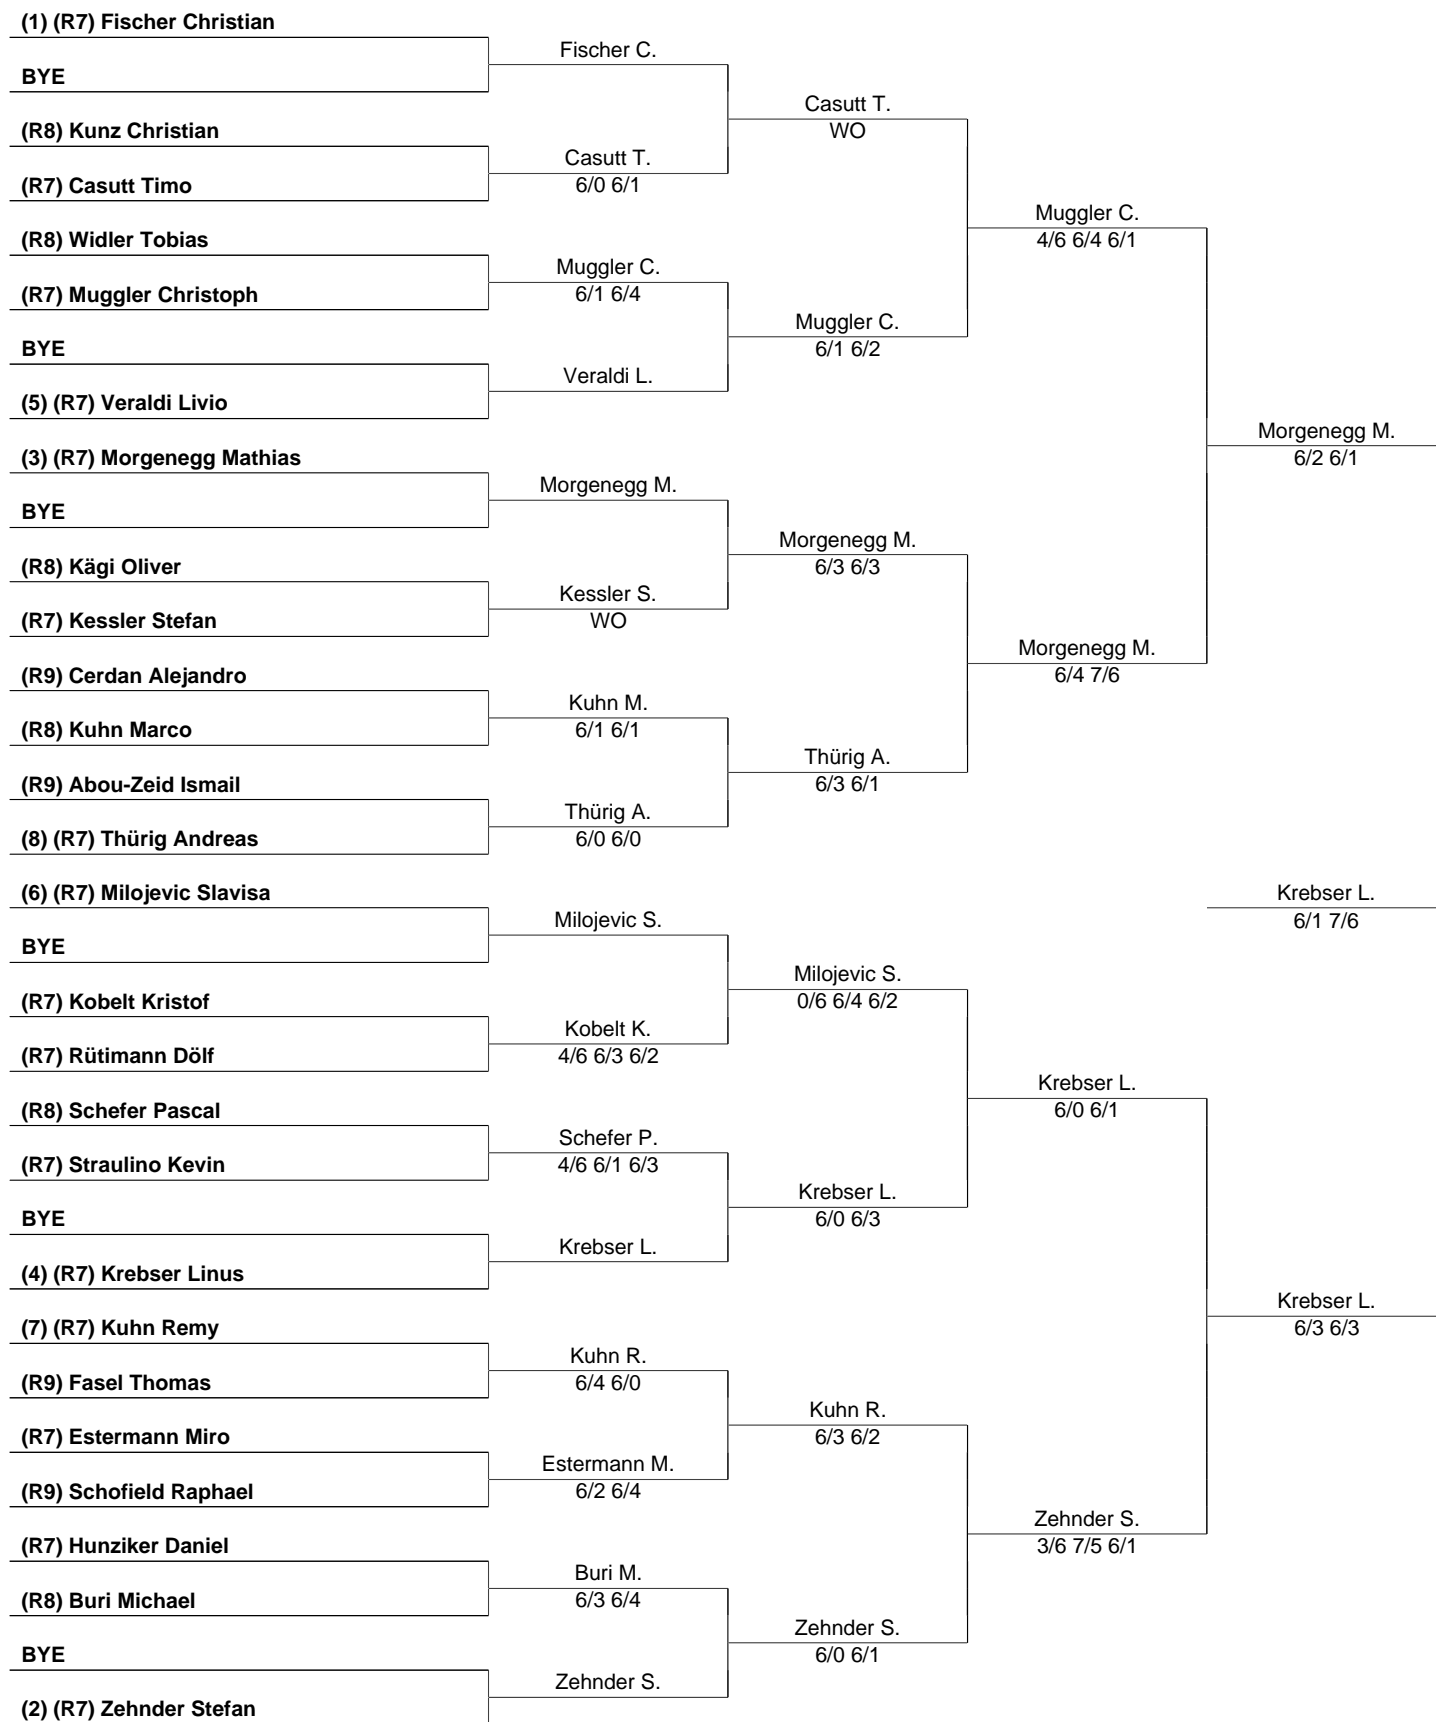 (1) (R7) Fischer Christian
BYE
(R8) Kunz Christian
(R7) Casutt Timo
(R8) Widler Tobias
(R7) Muggler Christoph
BYE
(5) (R7) Veraldi Livio
(3) (R7) Morgenegg Mathias
BYE
(R8) Kägi Oliver
(R7) Kessler Stefan
(R9) Cerdan Alejandro
(R8) Kuhn Marco
(R9) Abou-Zeid Ismail
(8) (R7) Thürig Andreas
(6) (R7) Milojevic Slavisa
BYE
(R7) Kobelt Kristof
(R7) Rütimann Dölf
(R8) Schefer Pascal
(R7) Straulino Kevin
BYE
(4) (R7) Krebser Linus
(7) (R7) Kuhn Remy
(R9) Fasel Thomas
(R7) Estermann Miro
(R9) Schofield Raphael
(R7) Hunziker Daniel
(R8) Buri Michael
BYE
(2) (R7) Zehnder Stefan
Fischer C.
Casutt T.
6/0 6/1
Muggler C.
6/1 6/4
Veraldi L.
Morgenegg M.
Kessler S.
WO
Kuhn M.
6/1 6/1
Thürig A.
6/0 6/0
Milojevic S.
Kobelt K.
4/6 6/3 6/2
Schefer P.
4/6 6/1 6/3
Krebser L.
Kuhn R.
6/4 6/0
Estermann M.
6/2 6/4
Buri M.
6/3 6/4
Zehnder S.
Casutt T.
WO
Muggler C.
6/1 6/2
Morgenegg M.
6/3 6/3
Thürig A.
6/3 6/1
Milojevic S.
0/6 6/4 6/2
Krebser L.
6/0 6/3
Kuhn R.
6/3 6/2
Zehnder S.
6/0 6/1
Muggler C.
4/6 6/4 6/1
Morgenegg M.
6/4 7/6
Krebser L.
6/0 6/1
Zehnder S.
3/6 7/5 6/1
Morgenegg M.
6/2 6/1
Krebser L.
6/1 7/6
Krebser L.
6/3 6/3